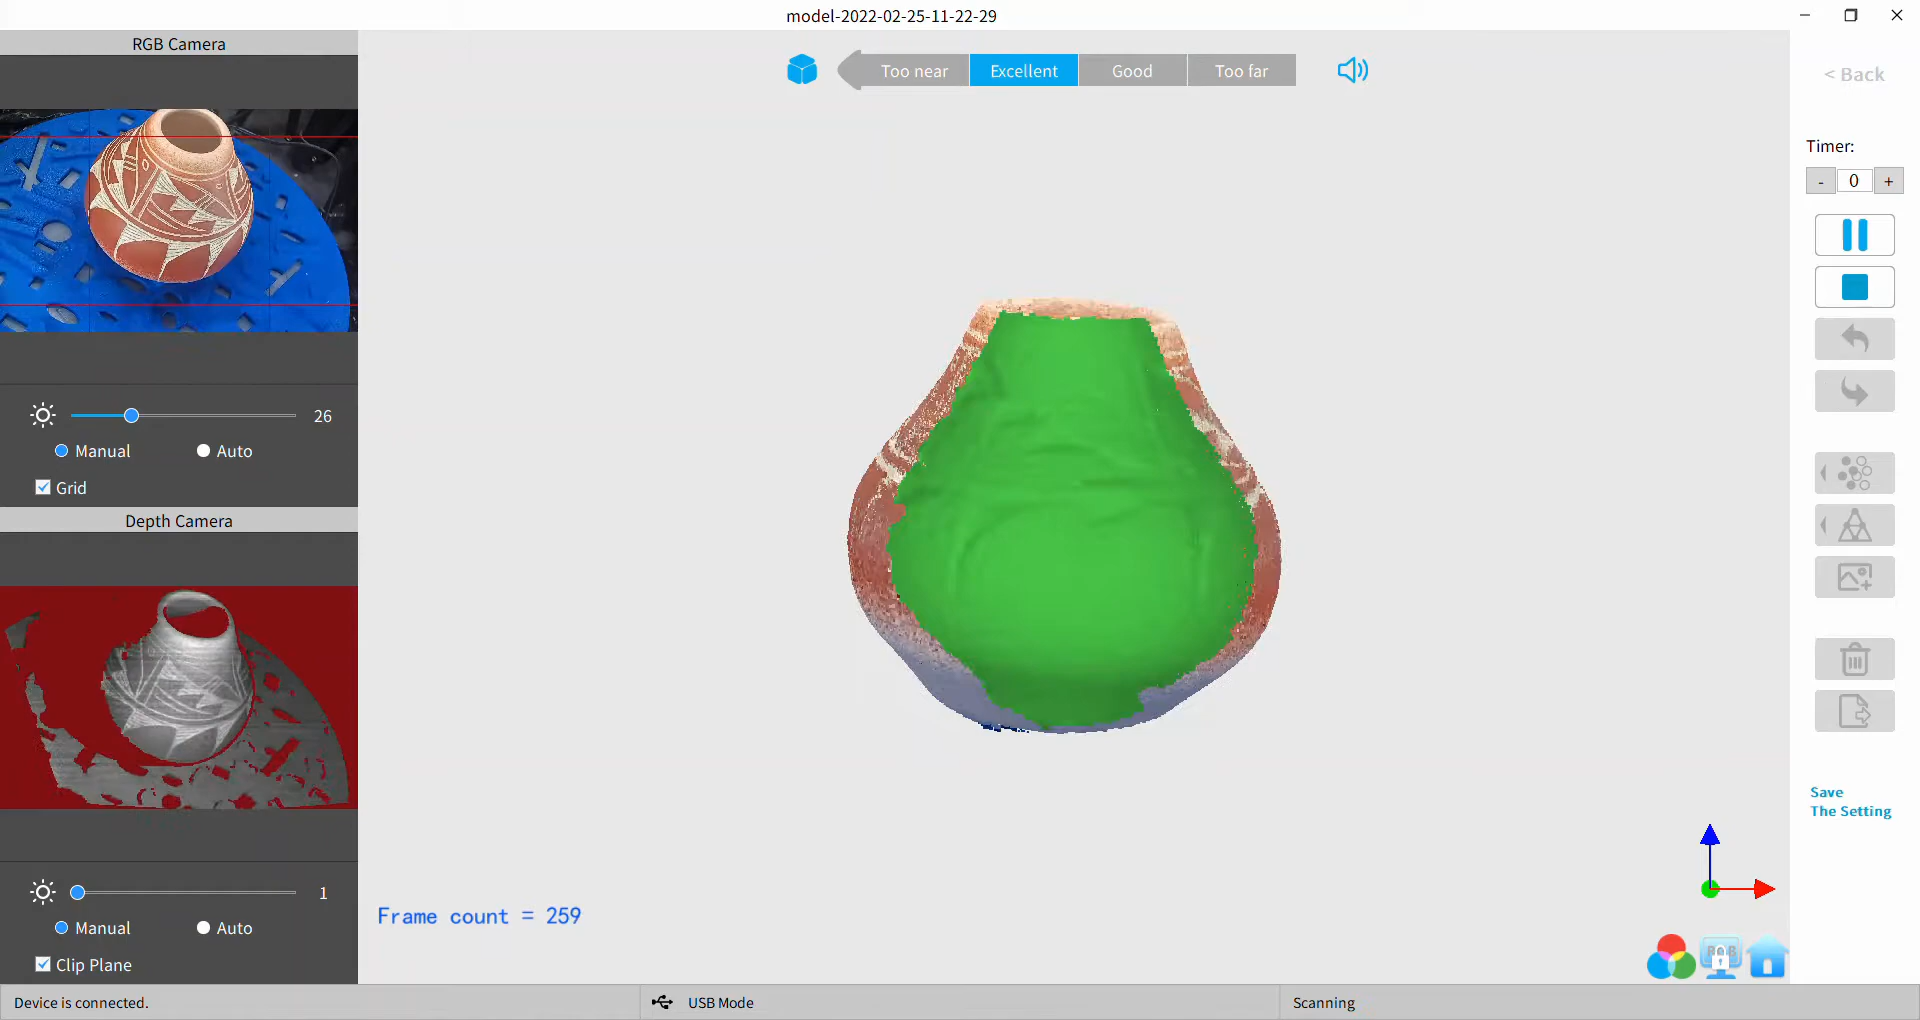 model-2022-02-25-11-22-29
RGB Camera
Too near
Excellent
Good
Too far
< Back
Timer:
- 0 +
26
Manual
Auto
Grid
Depth Camera
1
Manual
Auto
Clip Plane
Frame count = 259
Save
The Setting
RGB
Device is connected.
USB Mode
Scanning